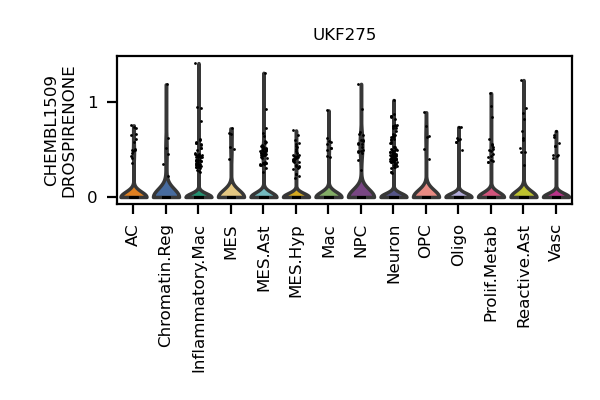 UKF275
CHEMBL1509
DROSPIRENONE
1
0
AC
Chromatin.Reg
Inflammatory.Mac
MES
MES.Ast
MES.Hyp
Mac
NPC
Neuron
OPC
Oligo
Prolif.Metab
Reactive.Ast
Vasc